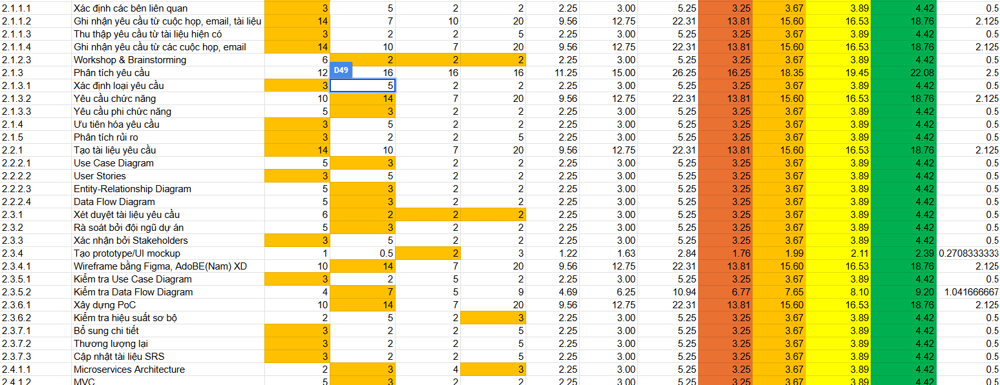 2.1.1.1 Xác định các bên liên quan 3 5 2 2 2.25 3.00 5.25 3.25 3.67 3.89 4.42 0.5
2.1.1.2 Ghi nhận yêu cầu từ cuộc họp, email, tài liệu 14 7 10 20 9.56 12.75 22.31 13.81 15.60 16.53 18.76 2.125
2.1.1.3 Thu thập yêu cầu từ tài liệu hiện có 3 2 2 5 2.25 3.00 5.25 3.25 3.67 3.89 4.42 0.5
2.1.1.4 Ghi nhận yêu cầu từ các cuộc họp, email 14 10 7 20 9.56 12.75 22.31 13.81 15.60 16.53 18.76 2.125
2.1.2.3 Workshop & Brainstorming 6 2 2 2 2.25 3.00 5.25 3.25 3.67 3.89 4.42 0.5
2.1.3 Phân tích yêu cầu 12 D49 16 16 16 11.25 15.00 26.25 16.25 18.35 19.45 22.08 2.5
2.1.3.1 Xác định loại yêu cầu 3 5 2 2 2.25 3.00 5.25 3.25 3.67 3.89 4.42 0.5
2.1.3.2 Yêu cầu chức năng 10 14 7 20 9.56 12.75 22.31 13.81 15.60 16.53 18.76 2.125
2.1.3.3 Yêu cầu phi chức năng 5 3 2 2 2.25 3.00 5.25 3.25 3.67 3.89 4.42 0.5
2.1.4 Ưu tiên hóa yêu cầu 3 5 2 2 2.25 3.00 5.25 3.25 3.67 3.89 4.42 0.5
2.1.5 Phân tích rủi ro 3 2 2 5 2.25 3.00 5.25 3.25 3.67 3.89 4.42 0.5
2.2.1 Tạo tài liệu yêu cầu 14 10 7 20 9.56 12.75 22.31 13.81 15.60 16.53 18.76 2.125
2.2.2.1 Use Case Diagram 5 3 2 2 2.25 3.00 5.25 3.25 3.67 3.89 4.42 0.5
2.2.2.2 User Stories 3 5 2 2 2.25 3.00 5.25 3.25 3.67 3.89 4.42 0.5
2.2.2.3 Entity-Relationship Diagram 5 3 2 2 2.25 3.00 5.25 3.25 3.67 3.89 4.42 0.5
2.2.2.4 Data Flow Diagram 5 3 2 2 2.25 3.00 5.25 3.25 3.67 3.89 4.42 0.5
2.3.1 Xét duyệt tài liệu yêu cầu 6 2 2 2 2.25 3.00 5.25 3.25 3.67 3.89 4.42 0.5
2.3.2 Rà soát bởi đội ngũ dự án 5 3 2 2 2.25 3.00 5.25 3.25 3.67 3.89 4.42 0.5
2.3.3 Xác nhận bởi Stakeholders 3 5 2 2 2.25 3.00 5.25 3.25 3.67 3.89 4.42 0.5
2.3.4 Tạo prototype/UI mockup 1 0.5 2 3 1.22 1.63 2.84 1.76 1.99 2.11 2.39 0.2708333333
2.3.4.1 Wireframe bằng Figma, AdoBE(Nam) XD 10 14 7 20 9.56 12.75 22.31 13.81 15.60 16.53 18.76 2.125
2.3.5.1 Kiểm tra Use Case Diagram 3 2 5 2 2.25 3.00 5.25 3.25 3.67 3.89 4.42 0.5
2.3.5.2 Kiểm tra Data Flow Diagram 4 7 5 9 4.69 6.25 10.94 6.77 7.65 8.10 9.20 1.041666667
2.3.6.1 Xây dựng PoC 10 14 7 20 9.56 12.75 22.31 13.81 15.60 16.53 18.76 2.125
2.3.6.2 Kiểm tra hiệu suất sơ bộ 2 5 2 3 2.25 3.00 5.25 3.25 3.67 3.89 4.42 0.5
2.3.7.1 Bổ sung chi tiết 3 2 2 5 2.25 3.00 5.25 3.25 3.67 3.89 4.42 0.5
2.3.7.2 Thương lượng lại 3 2 2 5 2.25 3.00 5.25 3.25 3.67 3.89 4.42 0.5
2.3.7.3 Cập nhật tài liệu SRS 3 2 2 5 2.25 3.00 5.25 3.25 3.67 3.89 4.42 0.5
2.4.1.1 Microservices Architecture 2 3 4 3 2.25 3.00 5.25 3.25 3.67 3.89 4.42 0.5
2.4.1.2 MVC 5 3 2 2 2.25 3.00 5.25 3.25 3.67 3.89 4.42 0.5